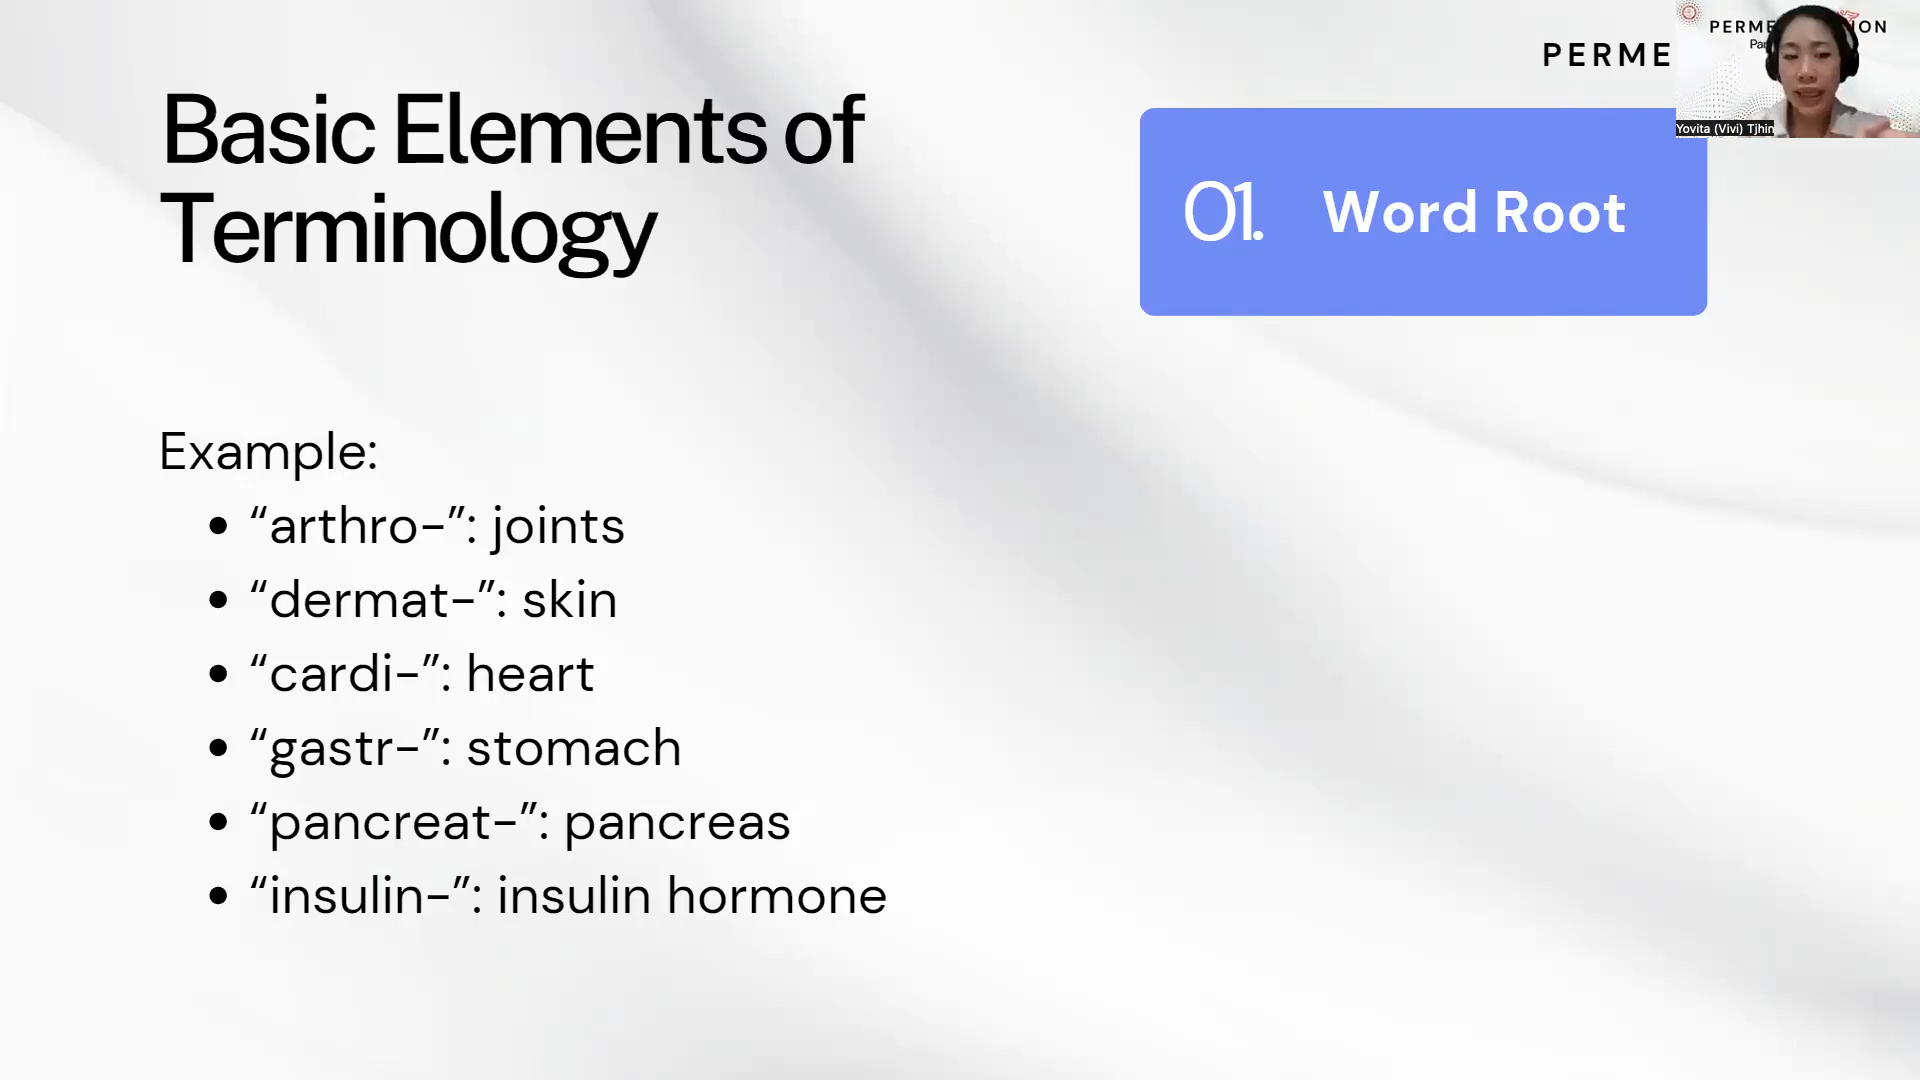 Basic Elements of
Terminology
PERME
PERME ION
Yovita (Vivi) Tjhin
01. Word Root
Example:
• “arthro-”: joints
• “dermat-”: skin
• “cardi-”: heart
• “gastr-”: stomach
• “pancreat-”: pancreas
• “insulin-”: insulin hormone